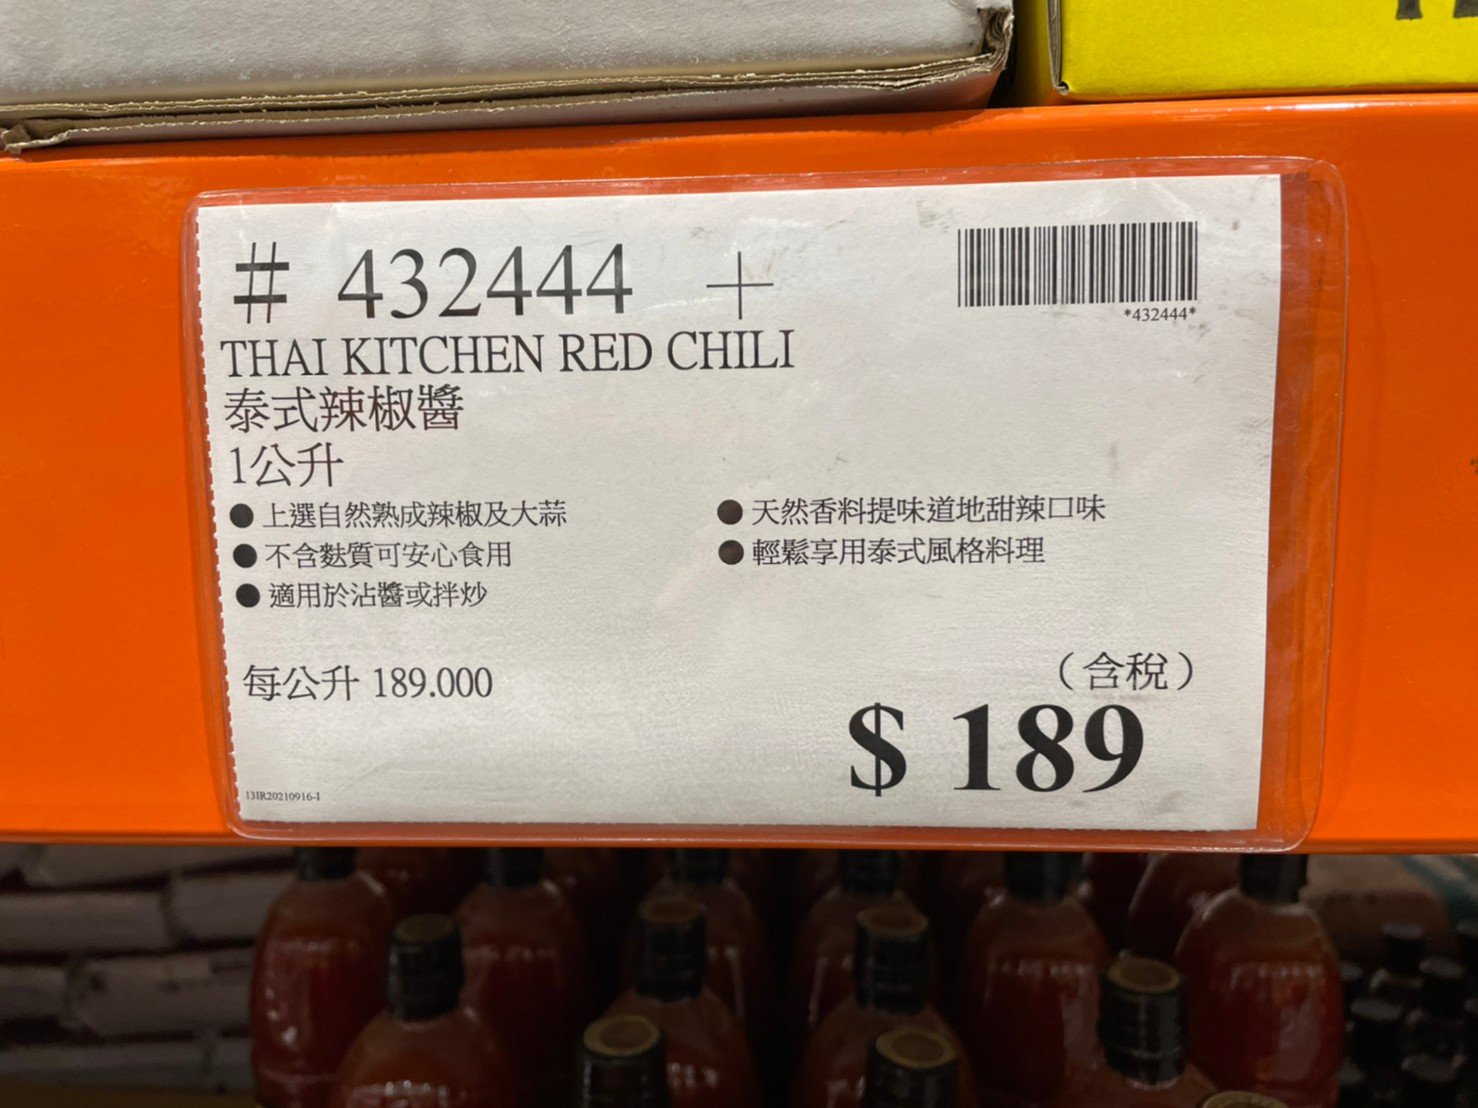 # 432444 +
*432444*
THAI KITCHEN RED CHILI
泰式辣椒醬
1公升
●上選自然熟成辣椒及大蒜
●天然香料提味道地甜辣口味
●不含麩質可安心食用
●輕鬆享用泰式風格料理
●適用於沾醬或拌炒
每公升 189.000
（含稅）
$ 189
13IR20210916-I